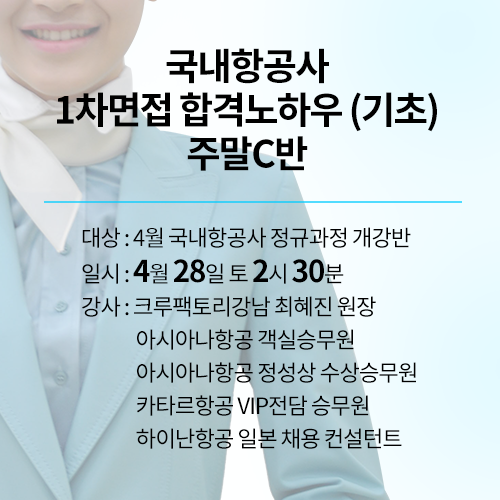 국내항공사
1차면접 합격노하우 (기초)
주말C반
대상 : 4월 국내항공사 정규과정 개강반
일시 : 4월 28일 토 2시 30분
강사 : 크루팩토리강남 최혜진 원장
아시아나항공 객실승무원
아시아나항공 정성상 수상승무원
카타르항공 VIP전담 승무원
하이난항공 일본 채용 컨설턴트